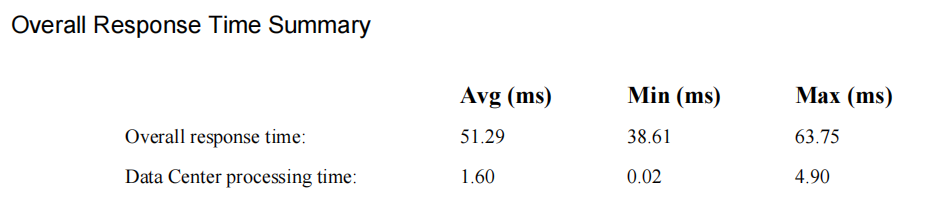 Overall Response Time Summary
Avg (ms) Min (ms) Max (ms)
Overall response time: 51.29 38.61 63.75
Data Center processing time: 1.60 0.02 4.90